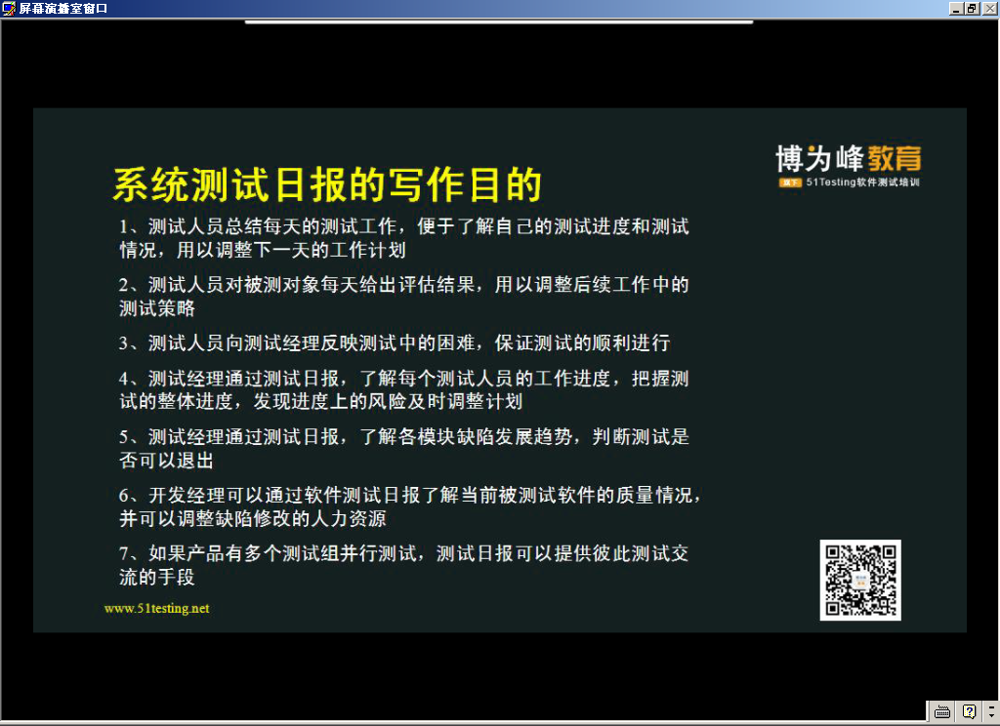 屏幕演播室窗口
博为峰教育
旗下 51Testing软件测试培训
系统测试日报的写作目的
1、测试人员总结每天的测试工作，便于了解自己的测试进度和测试
情况，用以调整下一天的工作计划
2、测试人员对被测对象每天给出评估结果，用以调整后续工作中的
测试策略
3、测试人员向测试经理反映测试中的困难，保证测试的顺利进行
4、测试经理通过测试日报，了解每个测试人员的工作进度，把握测
试的整体进度，发现进度上的风险及时调整计划
5、测试经理通过测试日报，了解各模块缺陷发展趋势，判断测试是
否可以退出
6、开发经理可以通过软件测试日报了解当前被测试软件的质量情况，
并可以调整缺陷修改的人力资源
7、如果产品有多个测试组并行测试，测试日报可以提供彼此测试交
流的手段
www.51testing.net